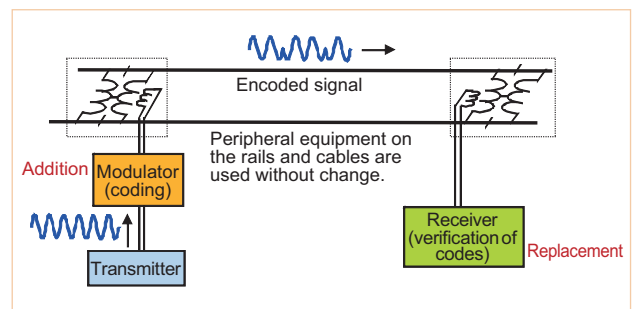 Encoded signal
Peripheral equipment on
the rails and cables are
used without change.
Addition
Modulator
(coding)
Transmitter
Receiver
(verification of
codes)
Replacement